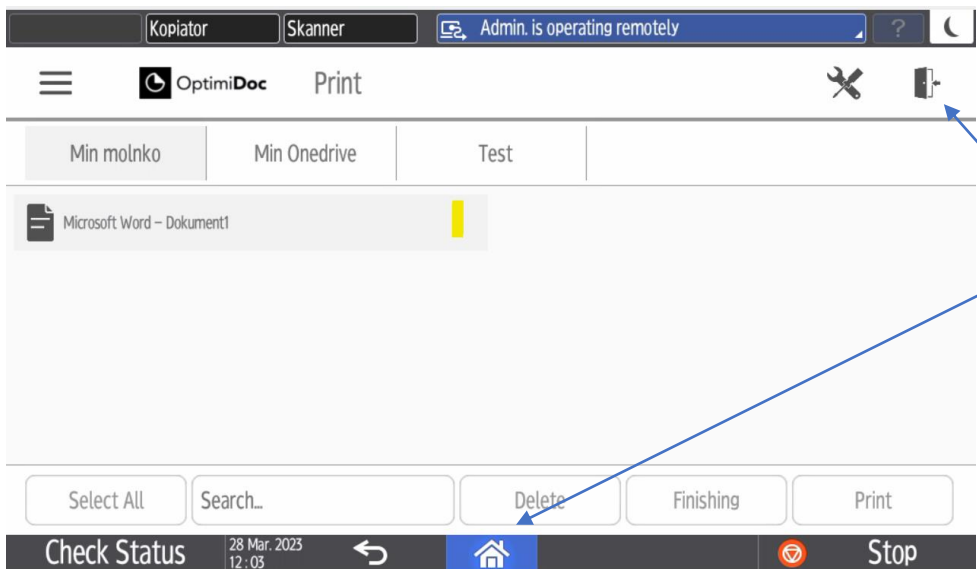 Kopiator Skanner Admin. is operating remotely ?
OptimiDoc Print
Min molnko Min Onedrive Test
Microsoft Word – Dokument1
Select All Search... Delete Finishing Print
Check Status 28 Mar. 2023 Stop
12 : 03